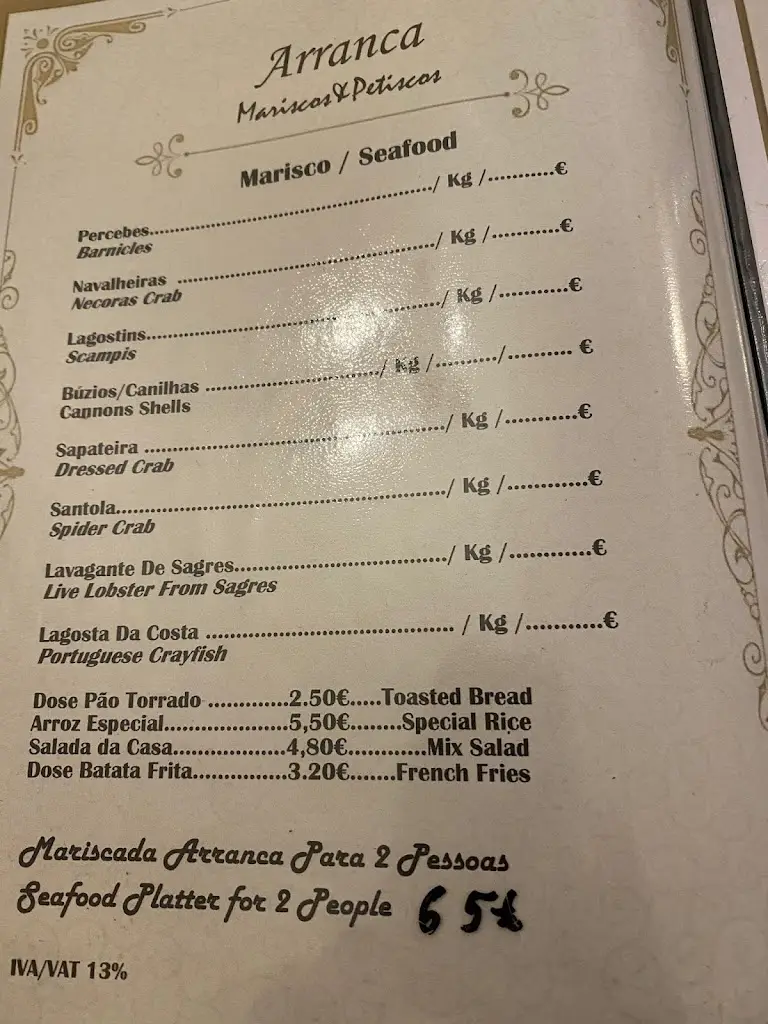 Arranca
Mariscos&Petiscos
Marisco / Seafood
Percebes............................................../ Kg /...........€
Barnicles
Navalheiras ........................................../ Kg /...........€
Necoras Crab
Lagostins............................................../ Kg /...........€
Scampis
Búzios/Canilhas ............................/ Kg /........../........... €
Cannons Shells
Sapateira ............................................../ Kg /............€
Dressed Crab
Santola................................................../ Kg /.............€
Spider Crab
Lavagante De Sagres................................../ Kg /.............€
Live Lobster From Sagres
Lagosta Da Costa ........................................ / Kg /............€
Portuguese Crayfish
Dose Pão Torrado .............2.50€.....Toasted Bread
Arroz Especial....................5,50€........Special Rice
Salada da Casa..................4,80€............Mix Salad
Dose Batata Frita...............3.20€.......French Fries
Mariscada Arranca Para 2 Pessoas
Seafood Platter for 2 People 65€
IVA/VAT 13%